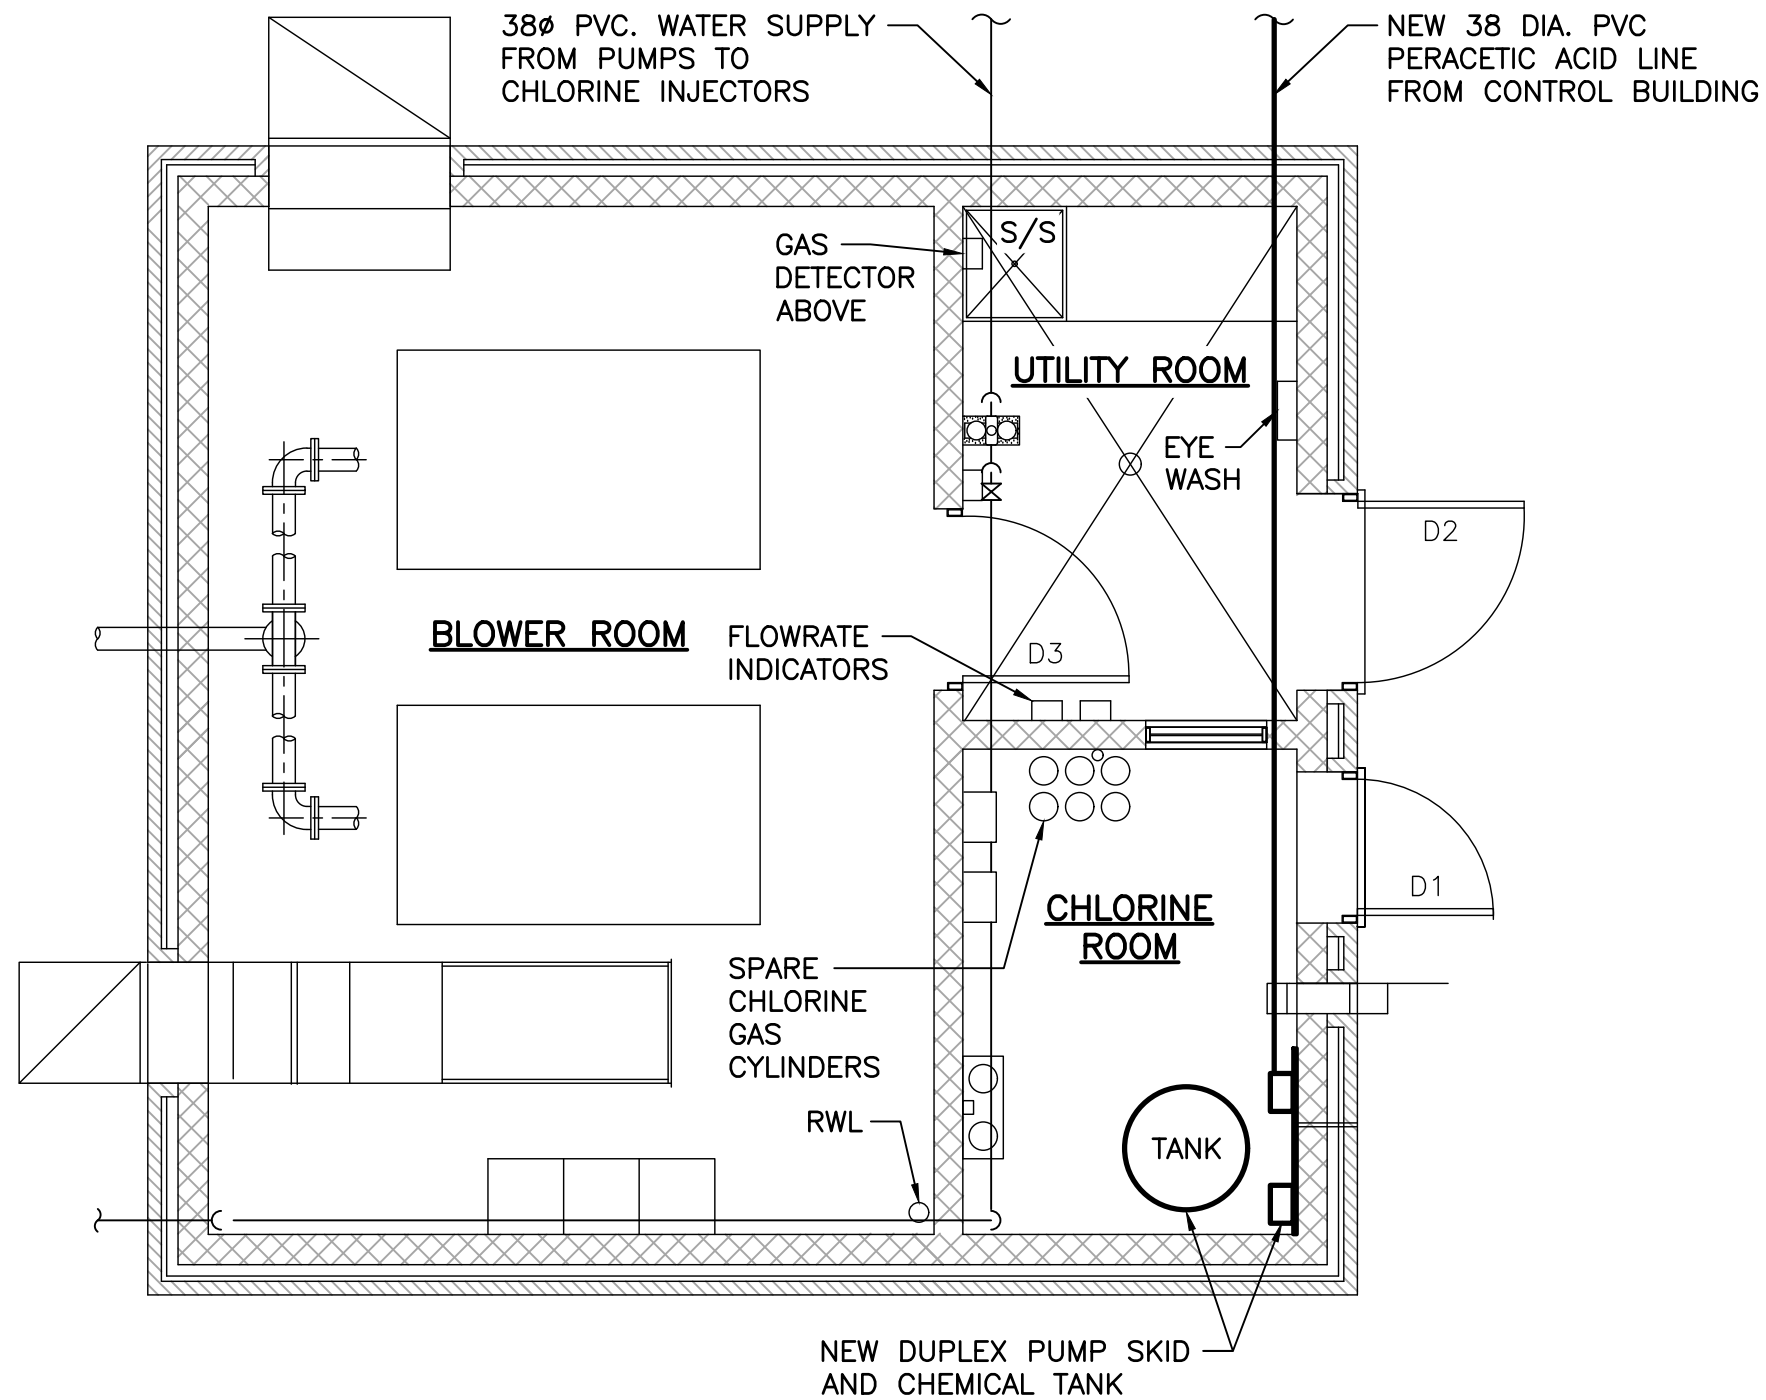 38ø PVC. WATER SUPPLY
FROM PUMPS TO
CHLORINE INJECTORS
NEW 38 DIA. PVC
PERACETIC ACID LINE
FROM CONTROL BUILDING
GAS
DETECTOR
ABOVE
S/S
UTILITY ROOM
EYE
WASH
D2
BLOWER ROOM
FLOWRATE
INDICATORS
D3
D1
CHLORINE
ROOM
SPARE
CHLORINE
GAS
CYLINDERS
RWL
TANK
NEW DUPLEX PUMP SKID
AND CHEMICAL TANK